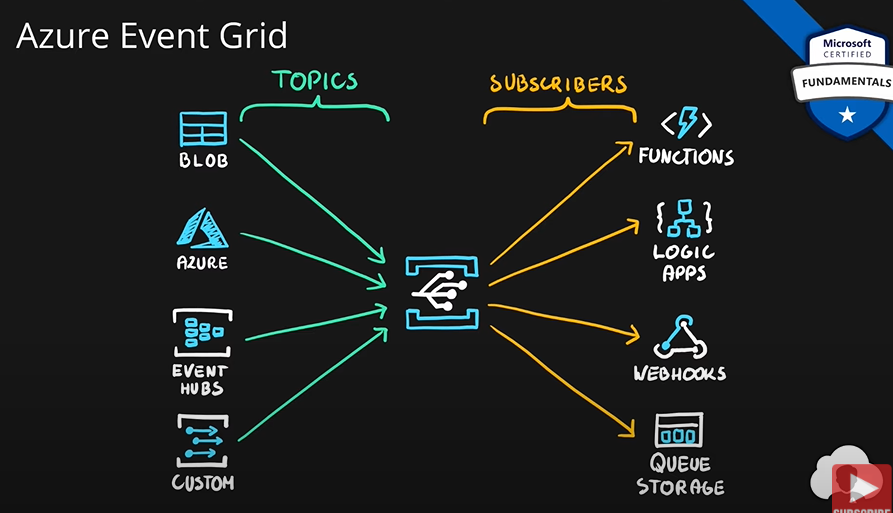 Azure Event Grid
Microsoft
CERTIFIED
FUNDAMENTALS
TOPICS
SUBSCRIBERS
BLOB
FUNCTIONS
AZURE
LOGIC
APPS
EVENT
HUBS
WEBHOOKS
CUSTOM
QUEUE
STORAGE
SUBSCRIBE